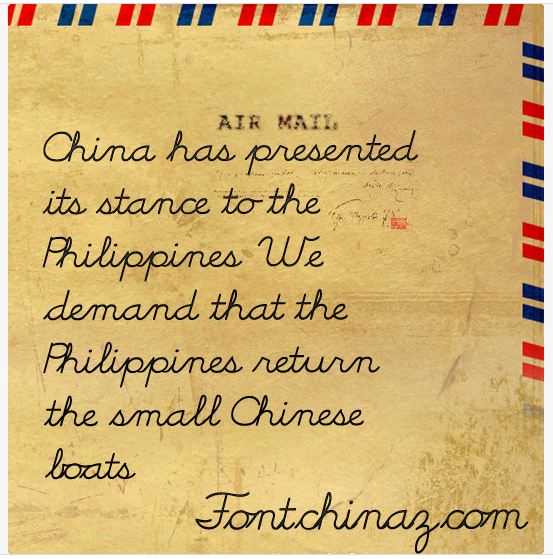 AIR MAIL
China has presented
its stance to the
Philippines We
demand that the
Philippines return
the small Chinese
boats
Fontchinaz.com